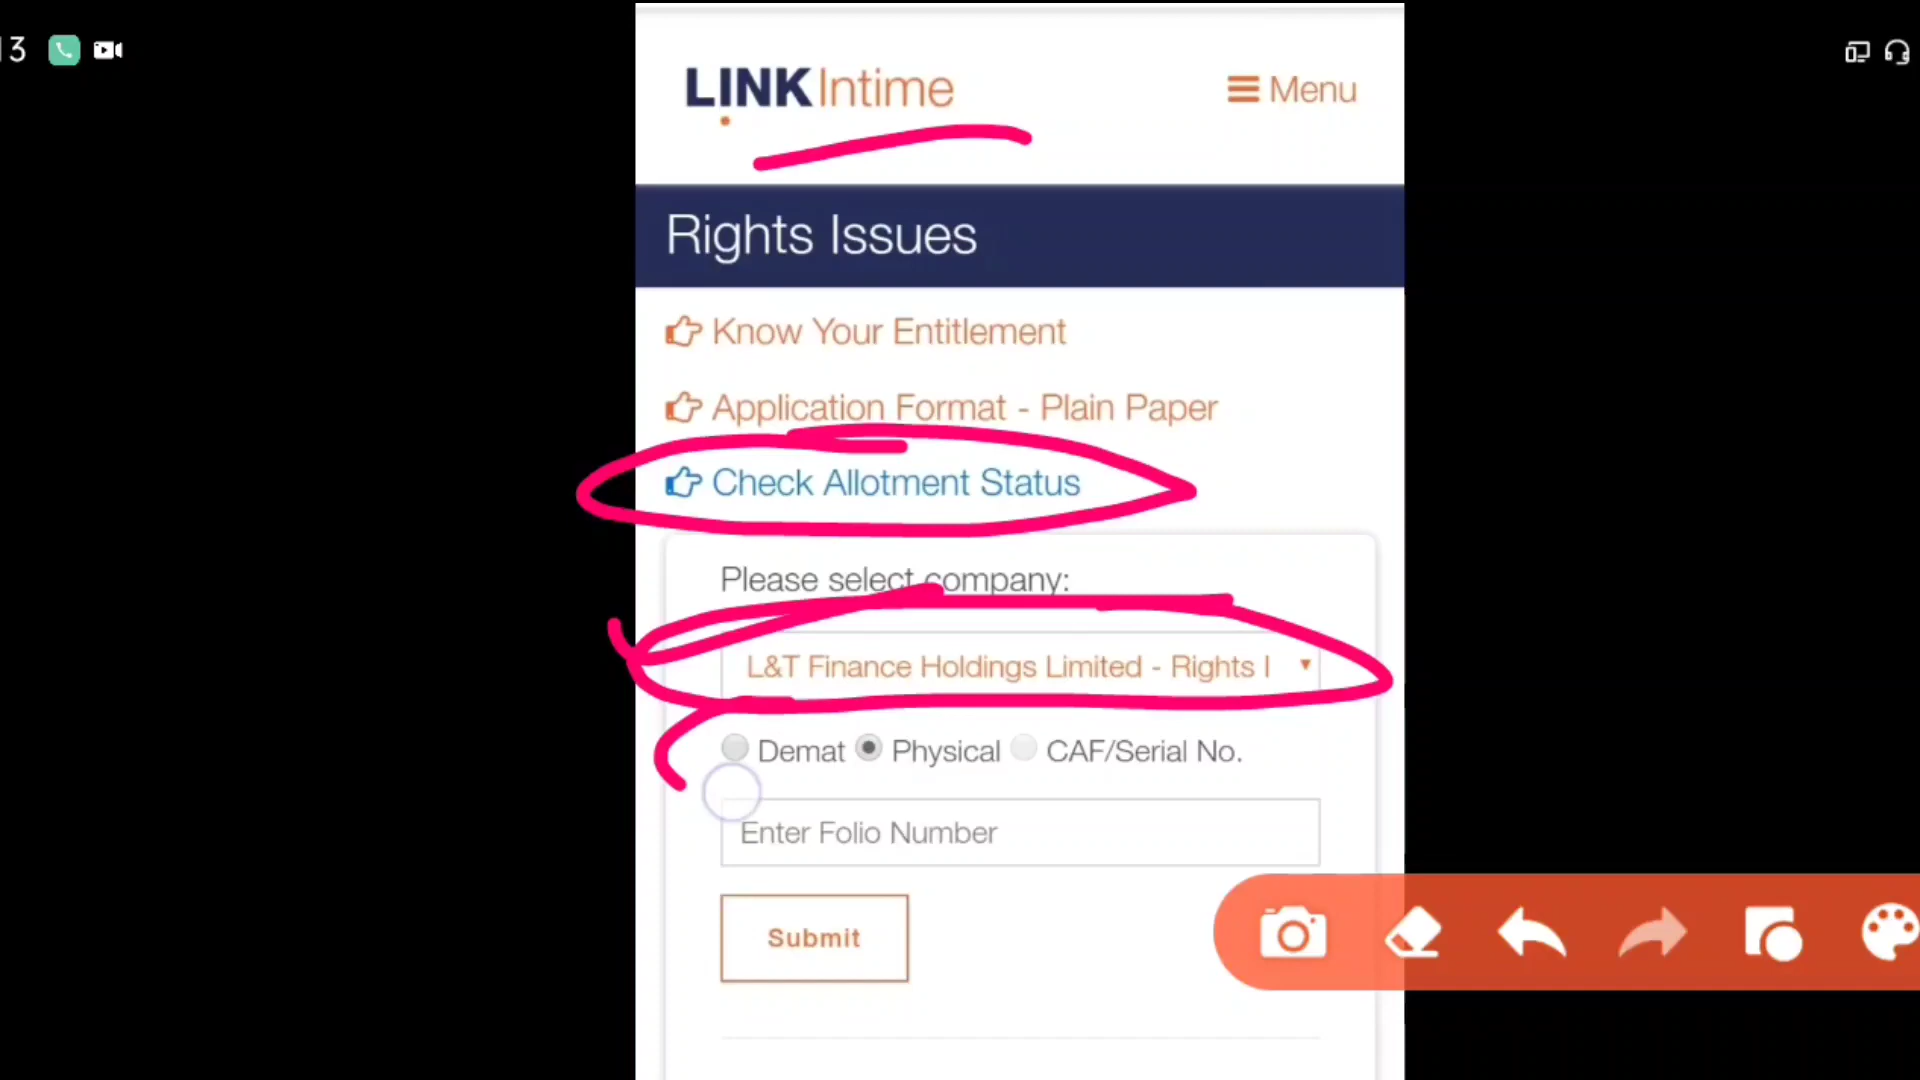 13
LINK Intime
Menu
Rights Issues
Know Your Entitlement
Application Format - Plain Paper
Check Allotment Status
Please select company:
L&T Finance Holdings Limited - Rights I
Demat Physical CAF/Serial No.
Enter Folio Number
Submit